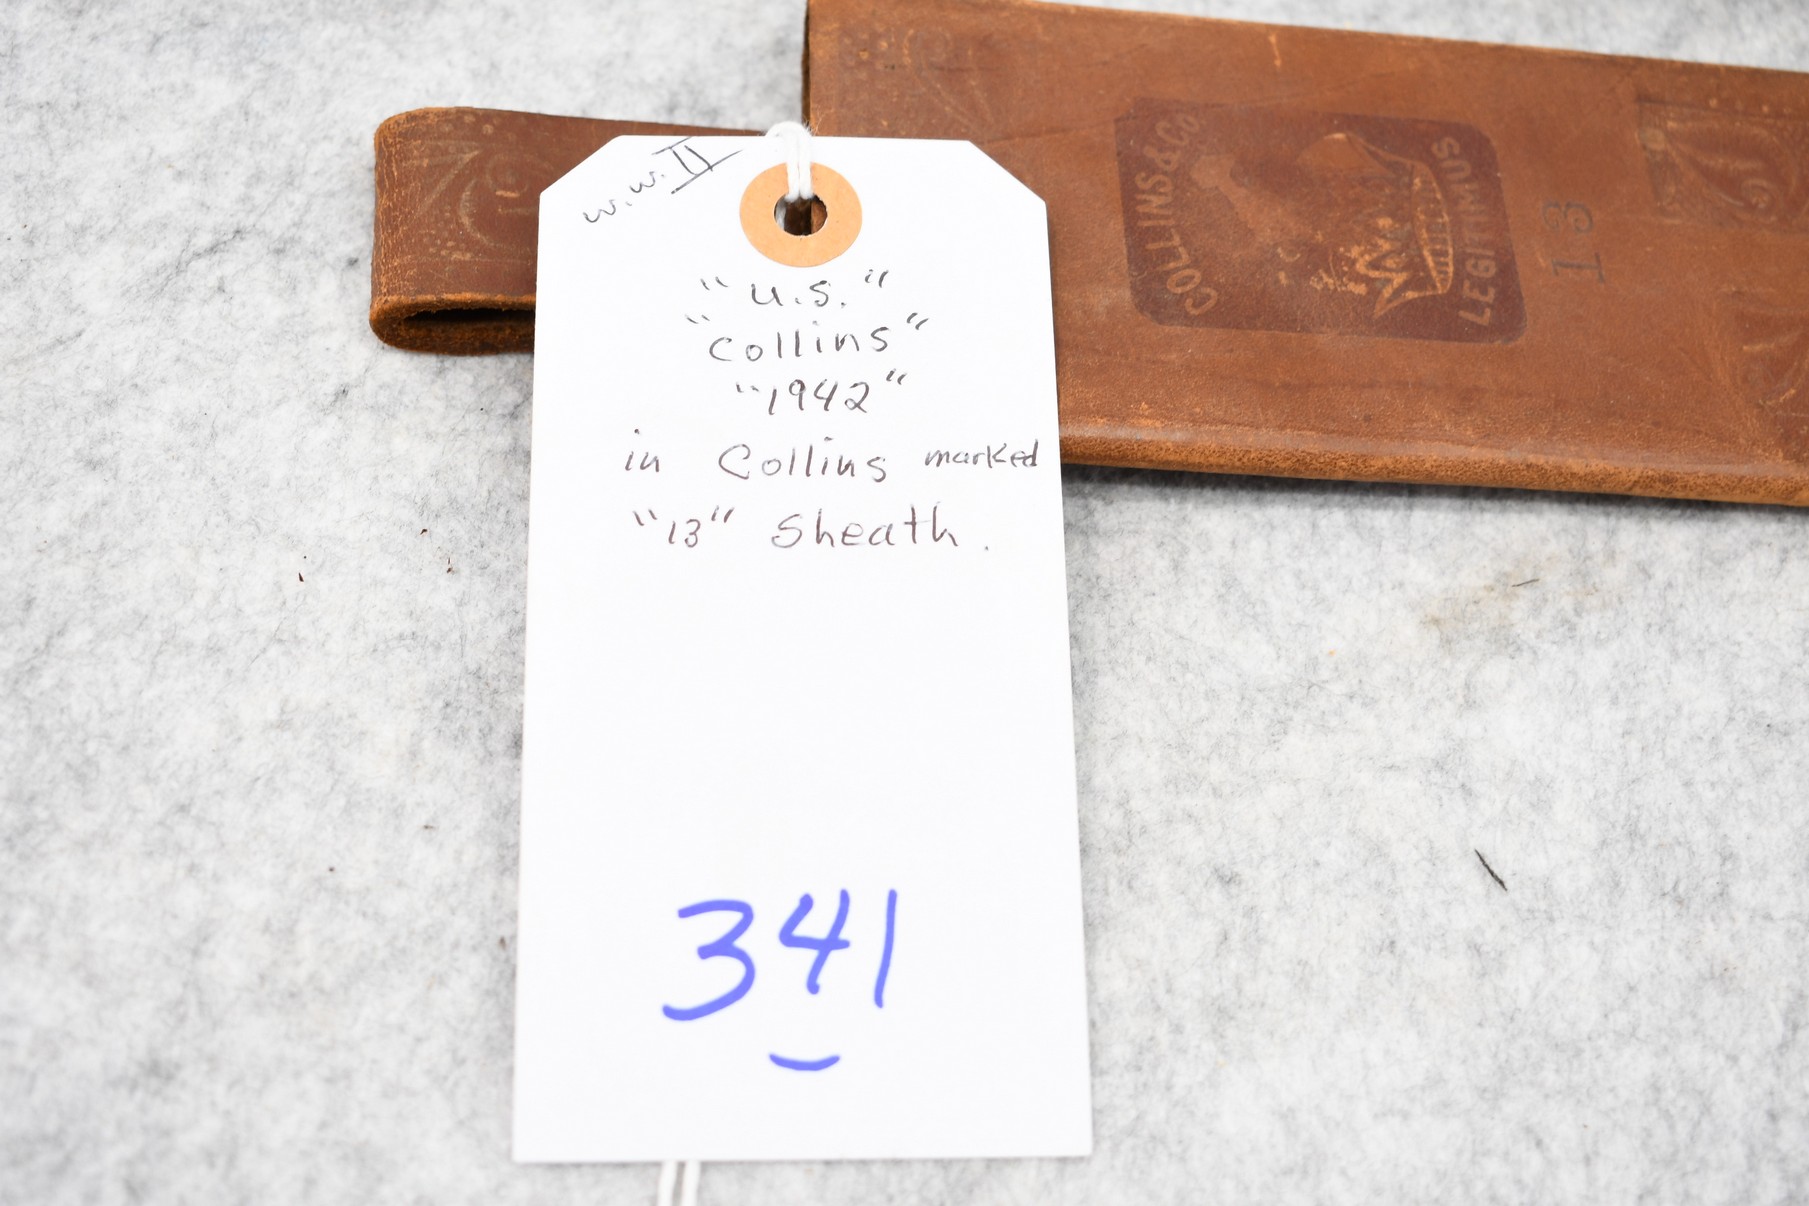 w.w. II
"U.S."
"Collins"
"1942"
in Collins marked
"13" Sheath.
341
COLLINS & Co
LEGITIMUS
13